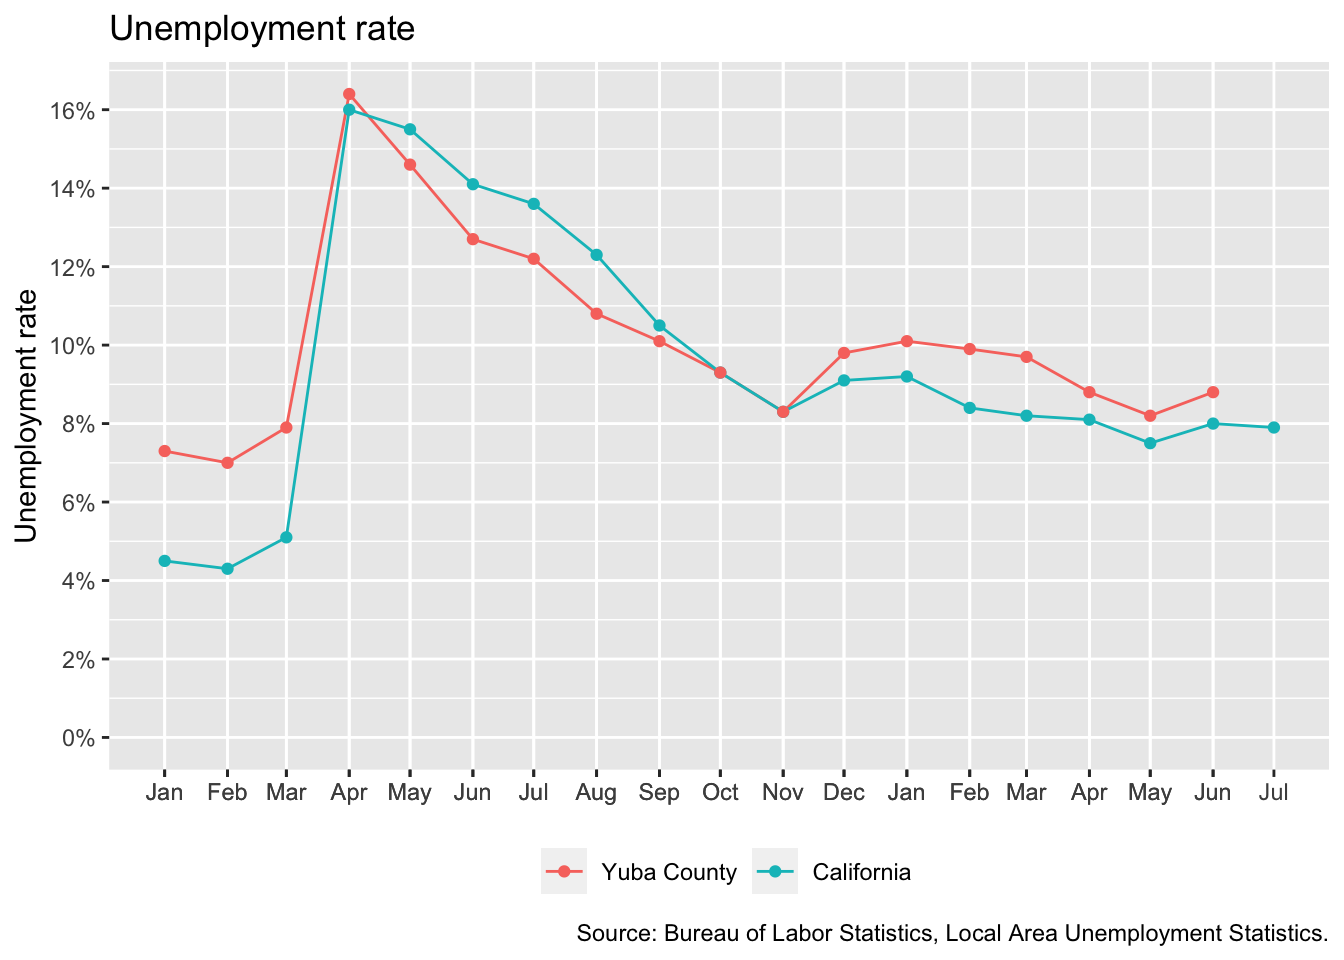 Unemployment rate
Unemployment rate
16%
14%
12%
10%
8%
6%
4%
2%
0%
Jan Feb Mar Apr May Jun Jul Aug Sep Oct Nov Dec Jan Feb Mar Apr May Jun Jul
Yuba County California
Source: Bureau of Labor Statistics, Local Area Unemployment Statistics.